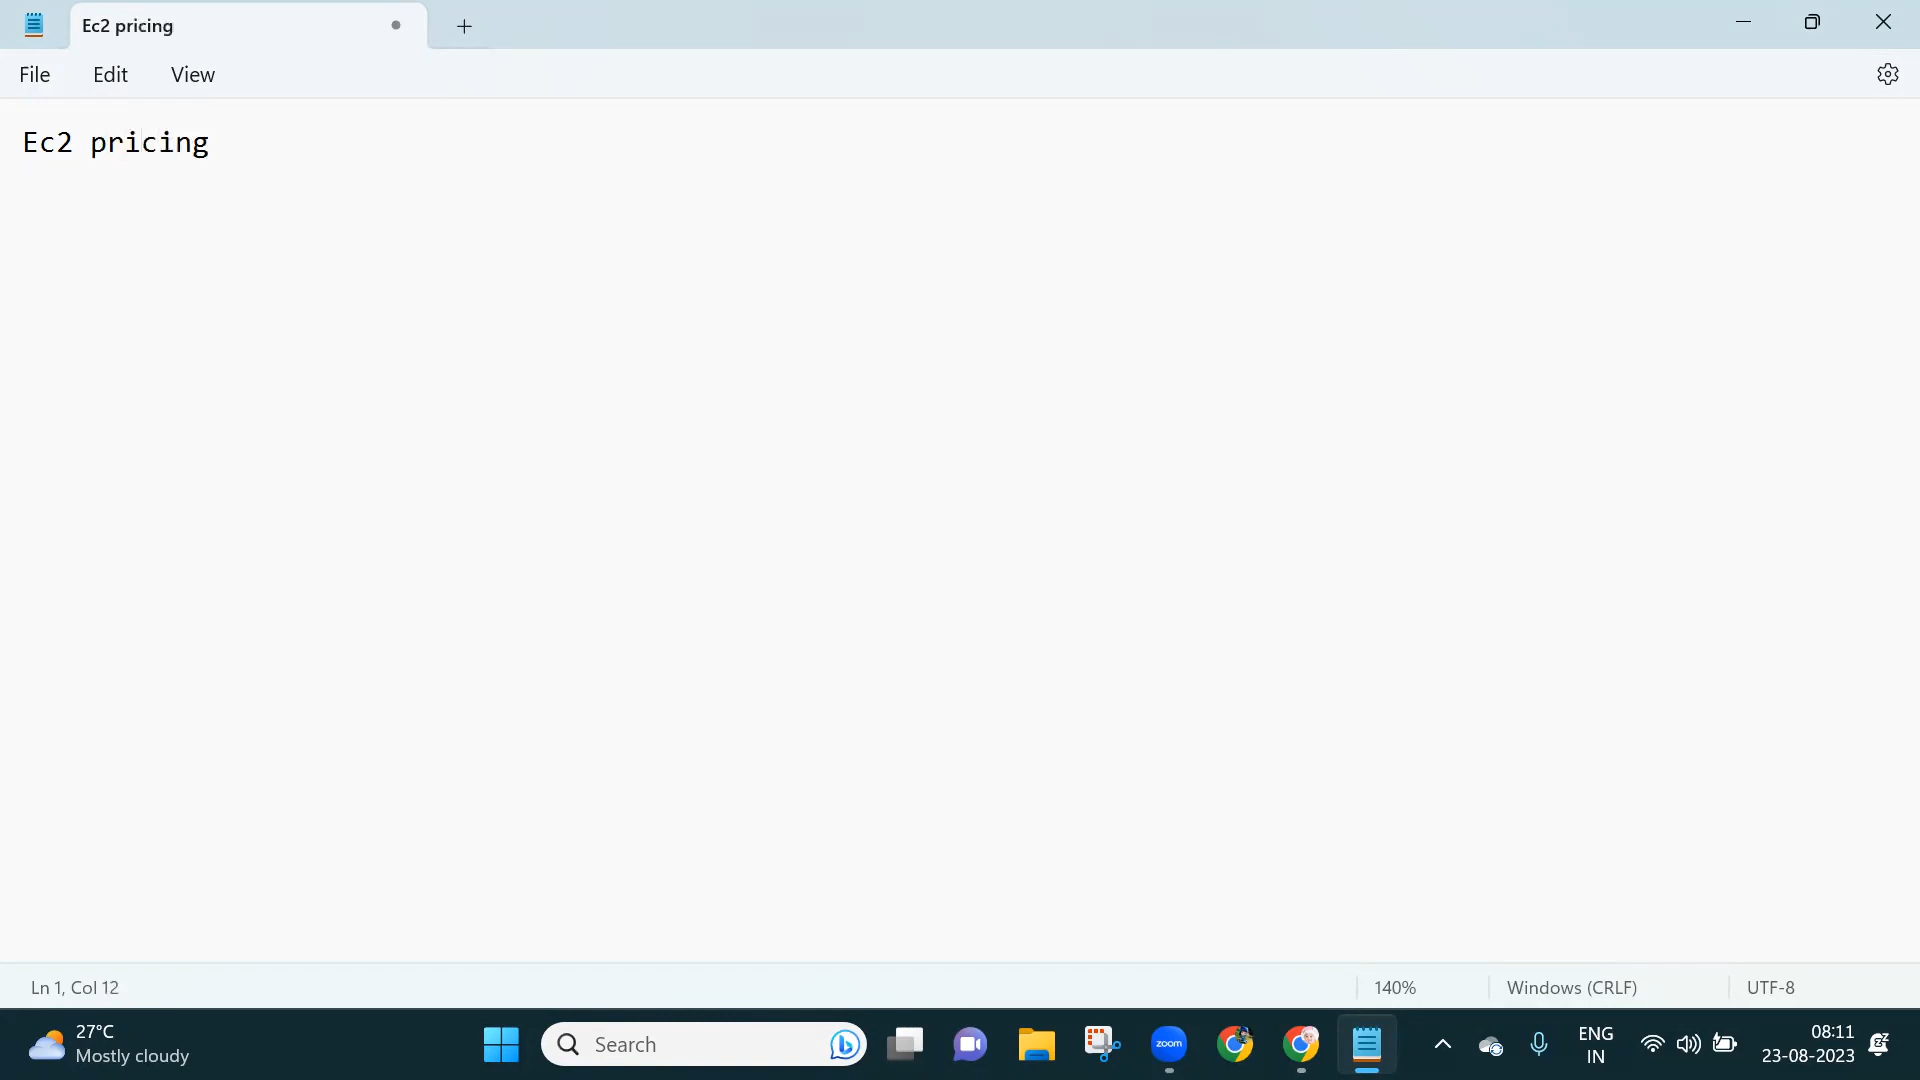 Ec2 pricing
File Edit View
Ec2 pricing
Ln 1, Col 12 140% Windows (CRLF) UTF-8
27°C
Mostly cloudy
Search
zoom
ENG
IN
08:11
23-08-2023